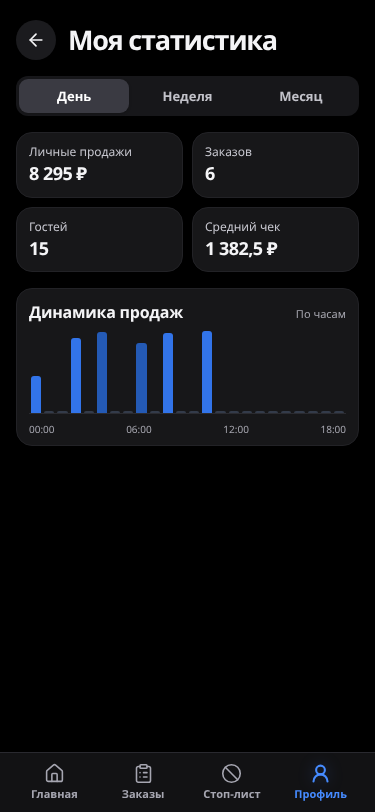 Моя статистика
День Неделя Месяц
Личные продажи Заказов
8 295 ₽ 6
Гостей Средний чек
15 1 382,5 ₽
Динамика продаж По часам
00:00 06:00 12:00 18:00
Главная Заказы Стоп-лист Профиль